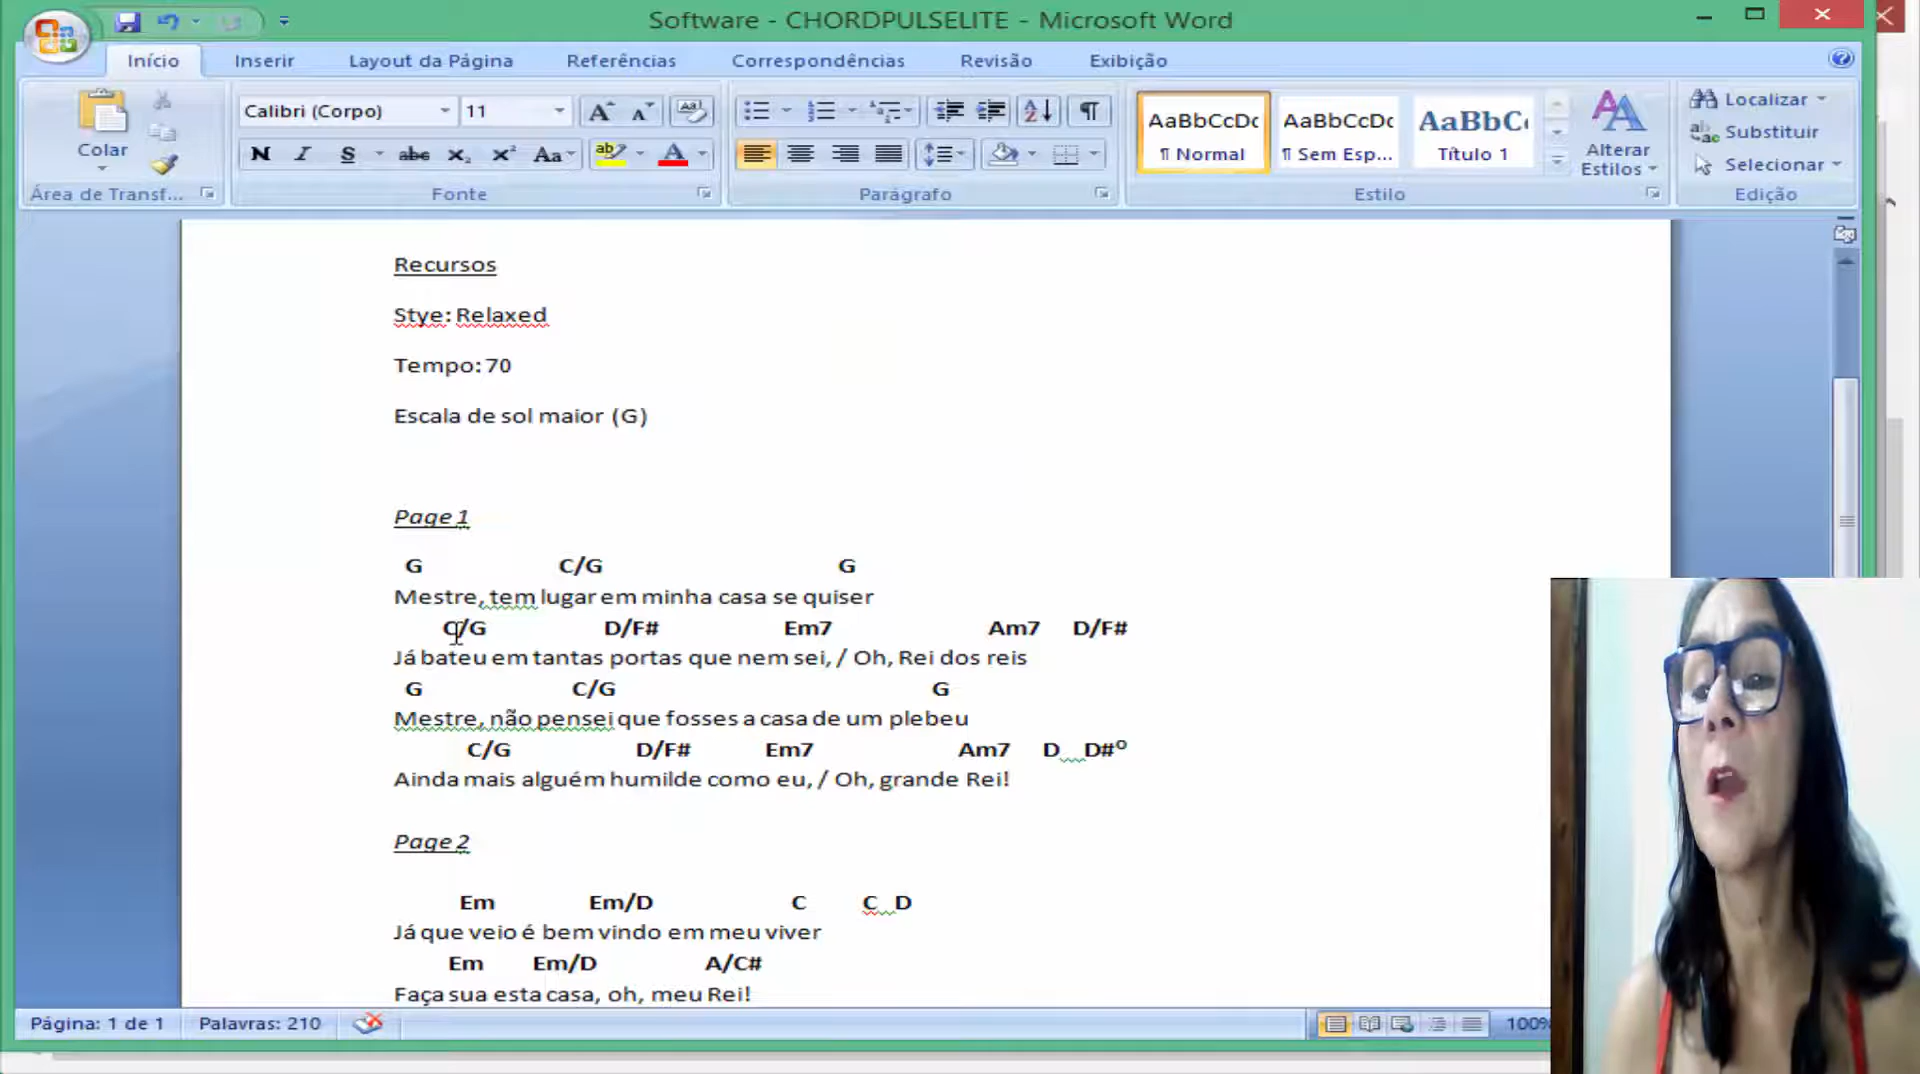 Software - CHORDPULSELITE - Microsoft Word
Início Inserir Layout da Página Referências Correspondências Revisão Exibição
Calibri (Corpo) 11
AaBbCcDc AaBbCcDc AaBbC
Localizar
Substituir
Selecionar
Colar
N I S abc x₂ x² Aa ab A
¶ Normal ¶ Sem Esp... Título 1
Alterar Estilos
Área de Transf... Fonte Parágrafo Estilo Edição
Recursos
Stye: Relaxed
Tempo: 70
Escala de sol maior (G)
Page 1
G C/G G
Mestre, tem lugar em minha casa se quiser
C/G D/F# Em7 Am7 D/F#
Já bateu em tantas portas que nem sei, / Oh, Rei dos reis
G C/G G
Mestre, não pensei que fosses a casa de um plebeu
C/G D/F# Em7 Am7 D D#º
Ainda mais alguém humilde como eu, / Oh, grande Rei!
Page 2
Em Em/D C C D
Já que veio é bem vindo em meu viver
Em Em/D A/C#
Faça sua esta casa, oh, meu Rei!
Página: 1 de 1 Palavras: 210 100%